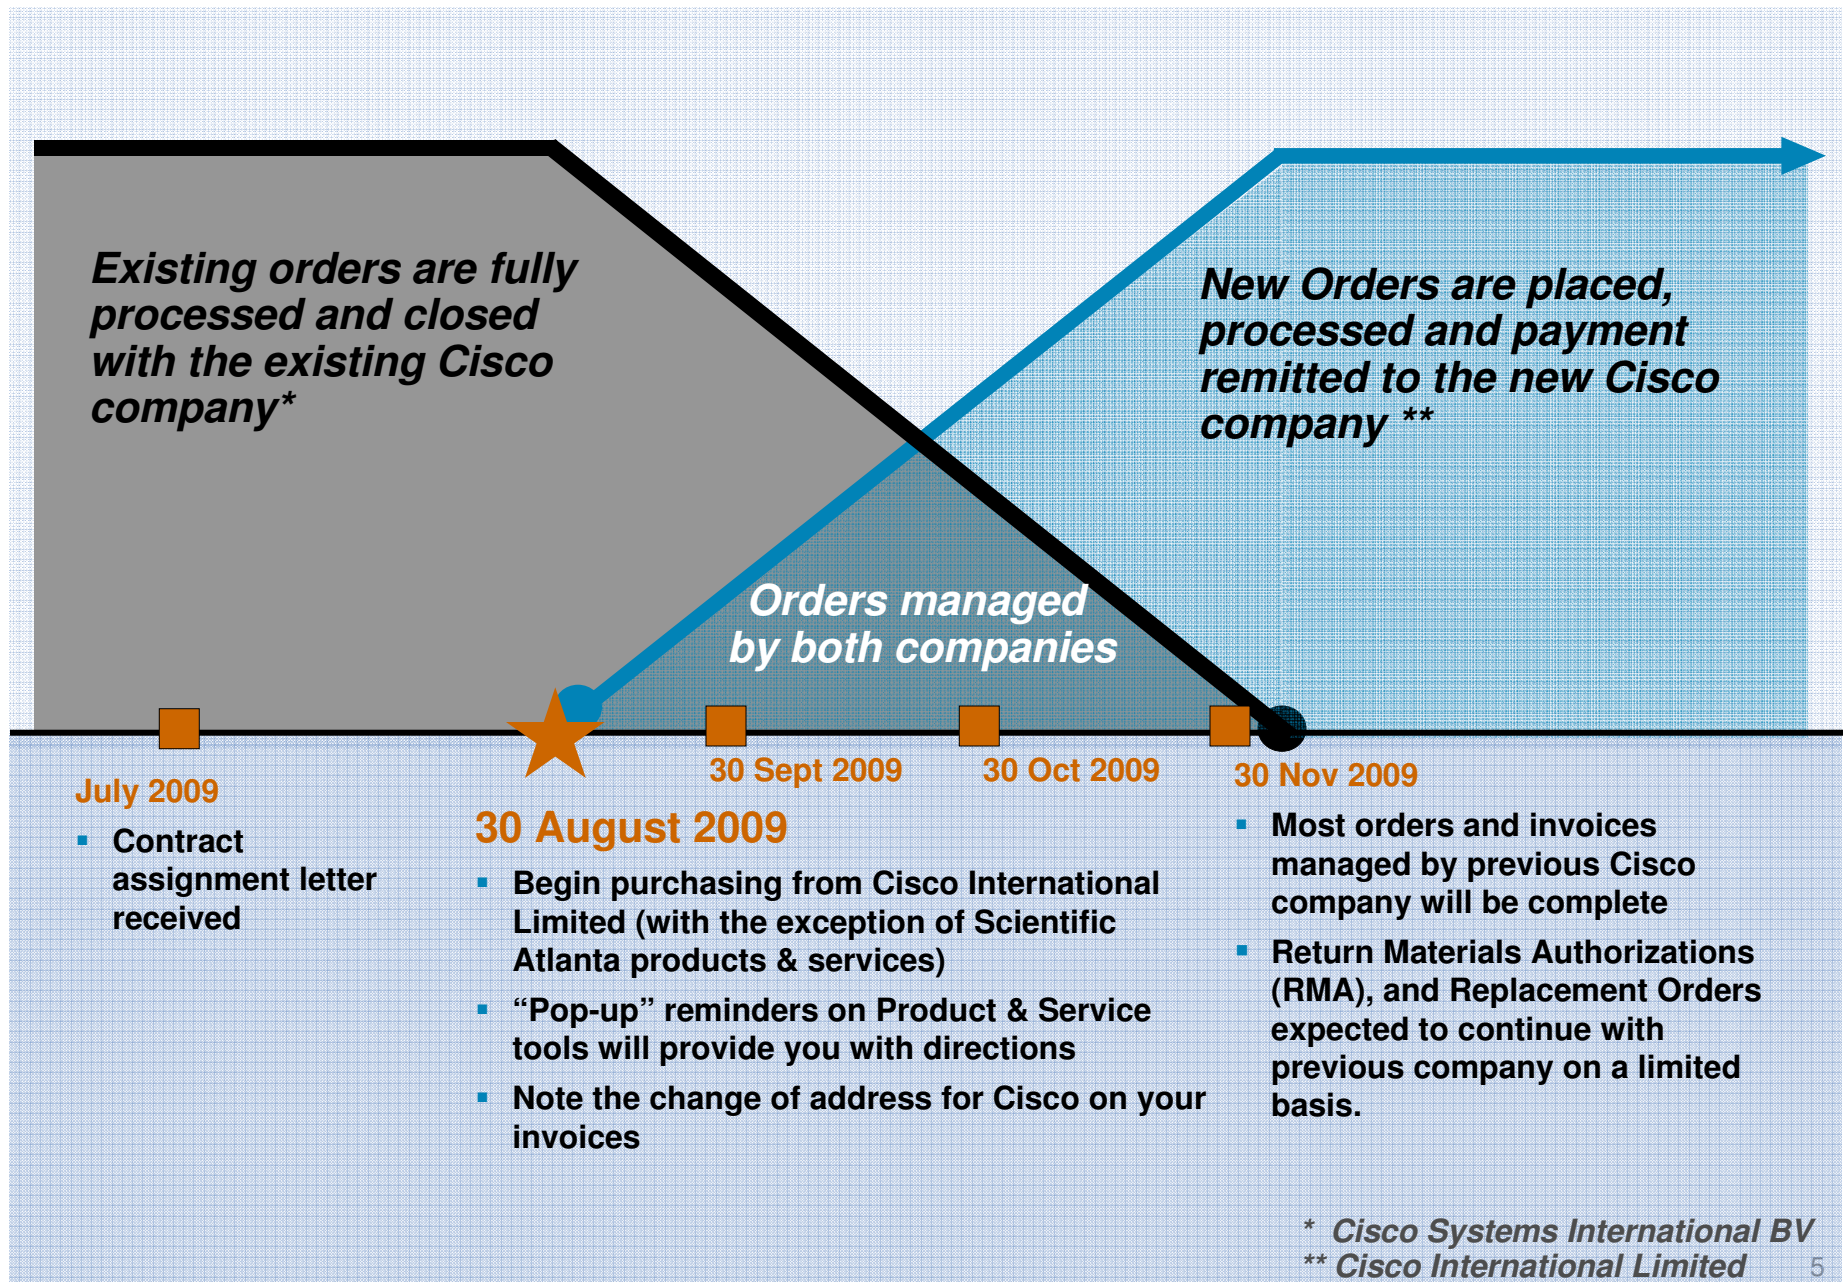 Existing orders are fully
processed and closed
with the existing Cisco
company*
New Orders are placed,
processed and payment
remitted to the new Cisco
company **
Orders managed
by both companies
July 2009
▪ Contract
assignment letter
received
30 August 2009
▪ Begin purchasing from Cisco International
Limited (with the exception of Scientific
Atlanta products & services)
▪ “Pop-up” reminders on Product & Service
tools will provide you with directions
▪ Note the change of address for Cisco on your
invoices
30 Sept 2009
30 Oct 2009
30 Nov 2009
▪ Most orders and invoices
managed by previous Cisco
company will be complete
▪ Return Materials Authorizations
(RMA), and Replacement Orders
expected to continue with
previous company on a limited
basis.
* Cisco Systems International BV
** Cisco International Limited
5